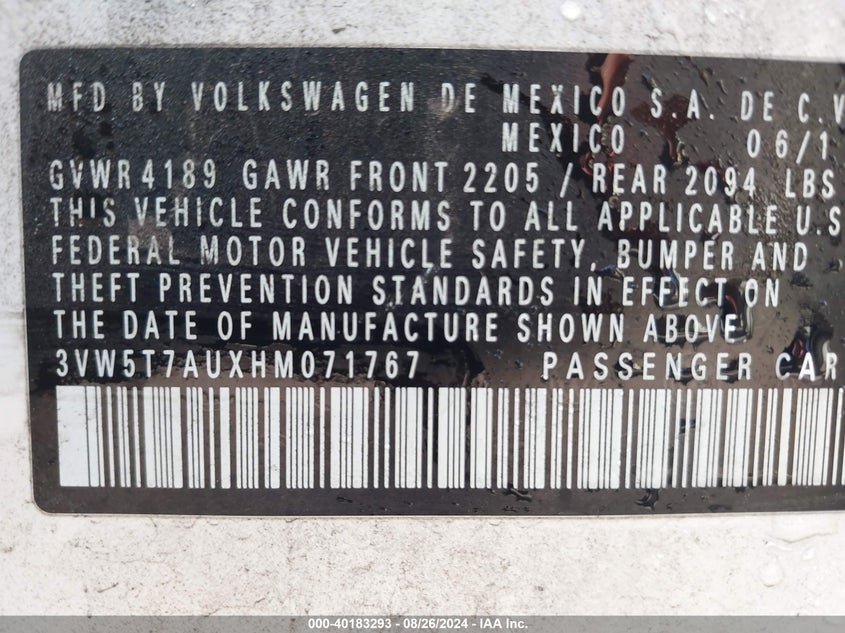 MFD BY VOLKSWAGEN DE MEXICO S.A. DE C.V
MEXICO 06/1
GVWR4189 GAWR FRONT 2205 / REAR 2094 LBS
THIS VEHICLE CONFORMS TO ALL APPLICABLE U.S
FEDERAL MOTOR VEHICLE SAFETY, BUMPER AND
THEFT PREVENTION STANDARDS IN EFFECT ON
THE DATE OF MANUFACTURE SHOWN ABOVE
3VW5T7AUXHM071767 PASSENGER CAR
000-40183293 - 08/26/2024 - IAAI.COM